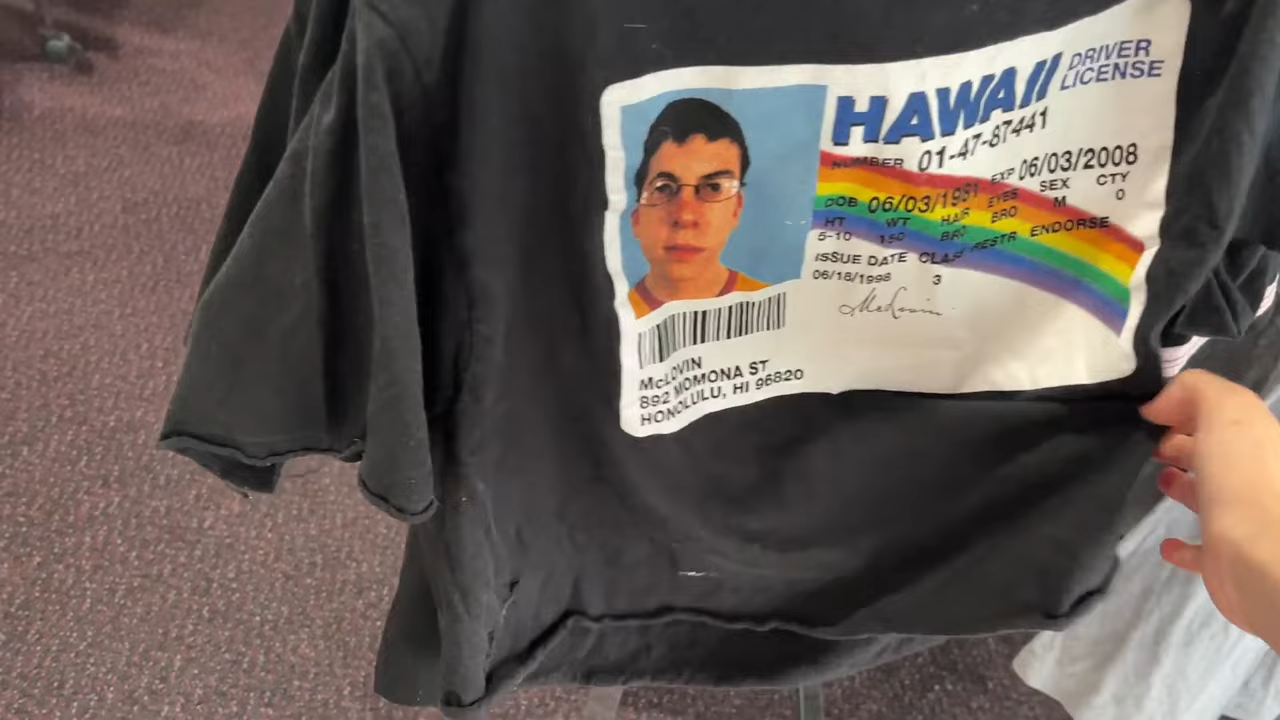 HAWAII DRIVER LICENSE
NUMBER 01-47-87441
DOB 06/03/1981 EXP 06/03/2008
HT WT HAIR EYES SEX CTY
5-10 150 BRO BRO M 0
ISSUE DATE CLASS RESTR ENDORSE
06/18/1998 3
McLovin
McLOVIN
892 MOMONA ST
HONOLULU, HI 96820